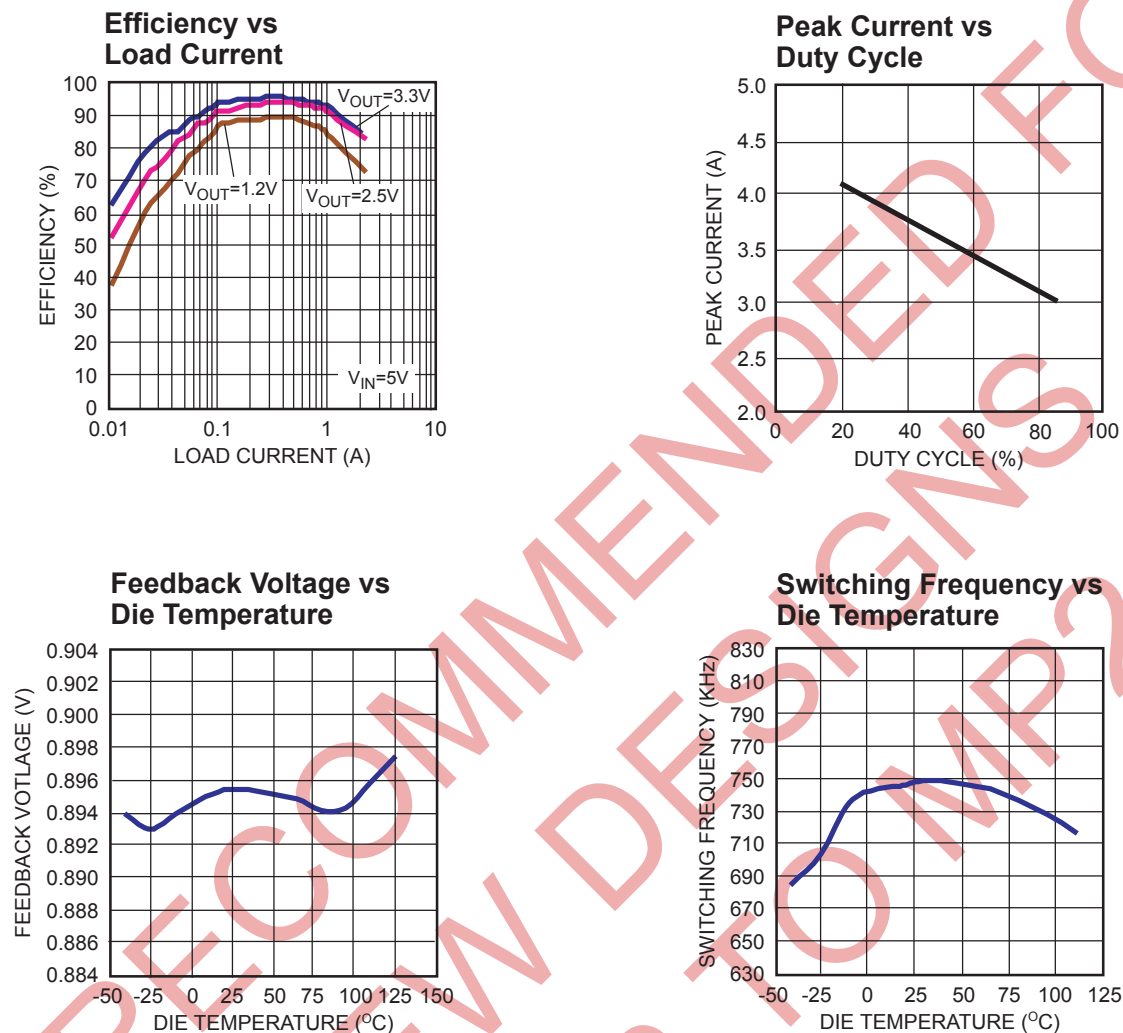 Efficiency vs
Load Current
100
90
80
70
60
50
40
30
20
10
0
EFFICIENCY (%)
VOUT=3.3V
VOUT=1.2V
VOUT=2.5V
VIN=5V
0.01 0.1 1 10
LOAD CURRENT (A)
Peak Current vs
Duty Cycle
5.0
4.5
4.0
3.5
3.0
2.5
2.0
PEAK CURRENT (A)
0 20 40 60 80 100
DUTY CYCLE (%)
Feedback Voltage vs
Die Temperature
0.904
0.902
0.900
0.898
0.896
0.894
0.892
0.890
0.888
0.886
0.884
FEEDBACK VOTLAGE (V)
-50 -25 0 25 50 75 100 125 150
DIE TEMPERATURE (OC)
Switching Frequency vs
Die Temperature
830
810
790
770
750
730
710
690
670
650
630
SWITCHING FREQUENCY (KHz)
-50 -25 0 25 50 75 100 125
DIE TEMPERATURE (OC)
RECOMMENDED FO
EW DESIGNS
TO MP2